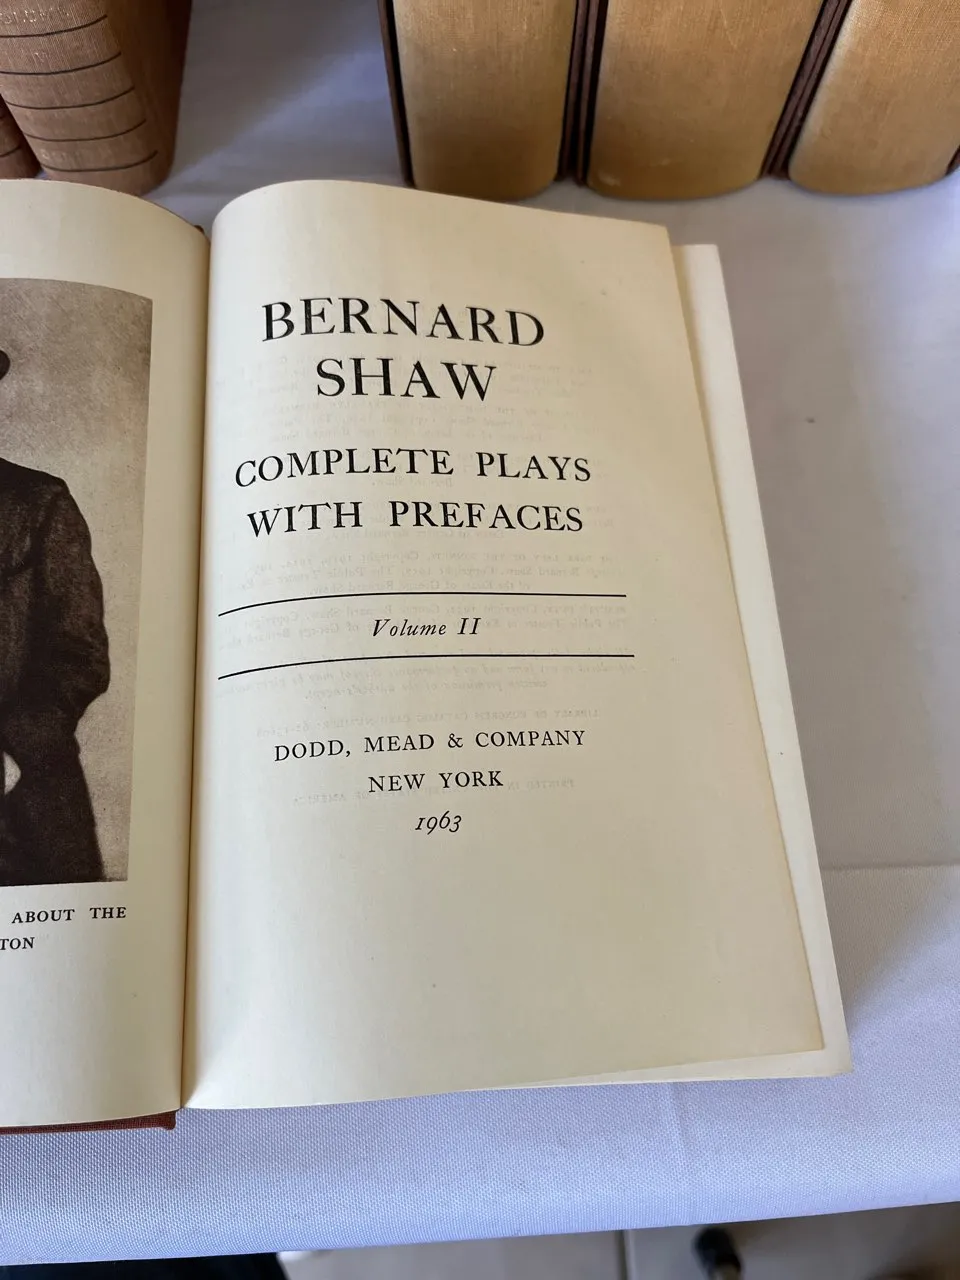 ABOUT THE
TON
BERNARD
SHAW
COMPLETE PLAYS
WITH PREFACES
Volume II
DODD, MEAD & COMPANY
NEW YORK
1963